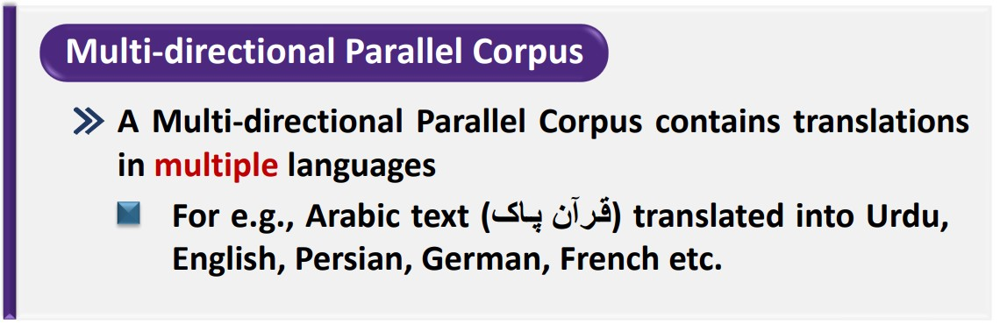 Multi-directional Parallel Corpus
A Multi-directional Parallel Corpus contains translations
in multiple languages
For e.g., Arabic text (قرآن پاک) translated into Urdu,
English, Persian, German, French etc.